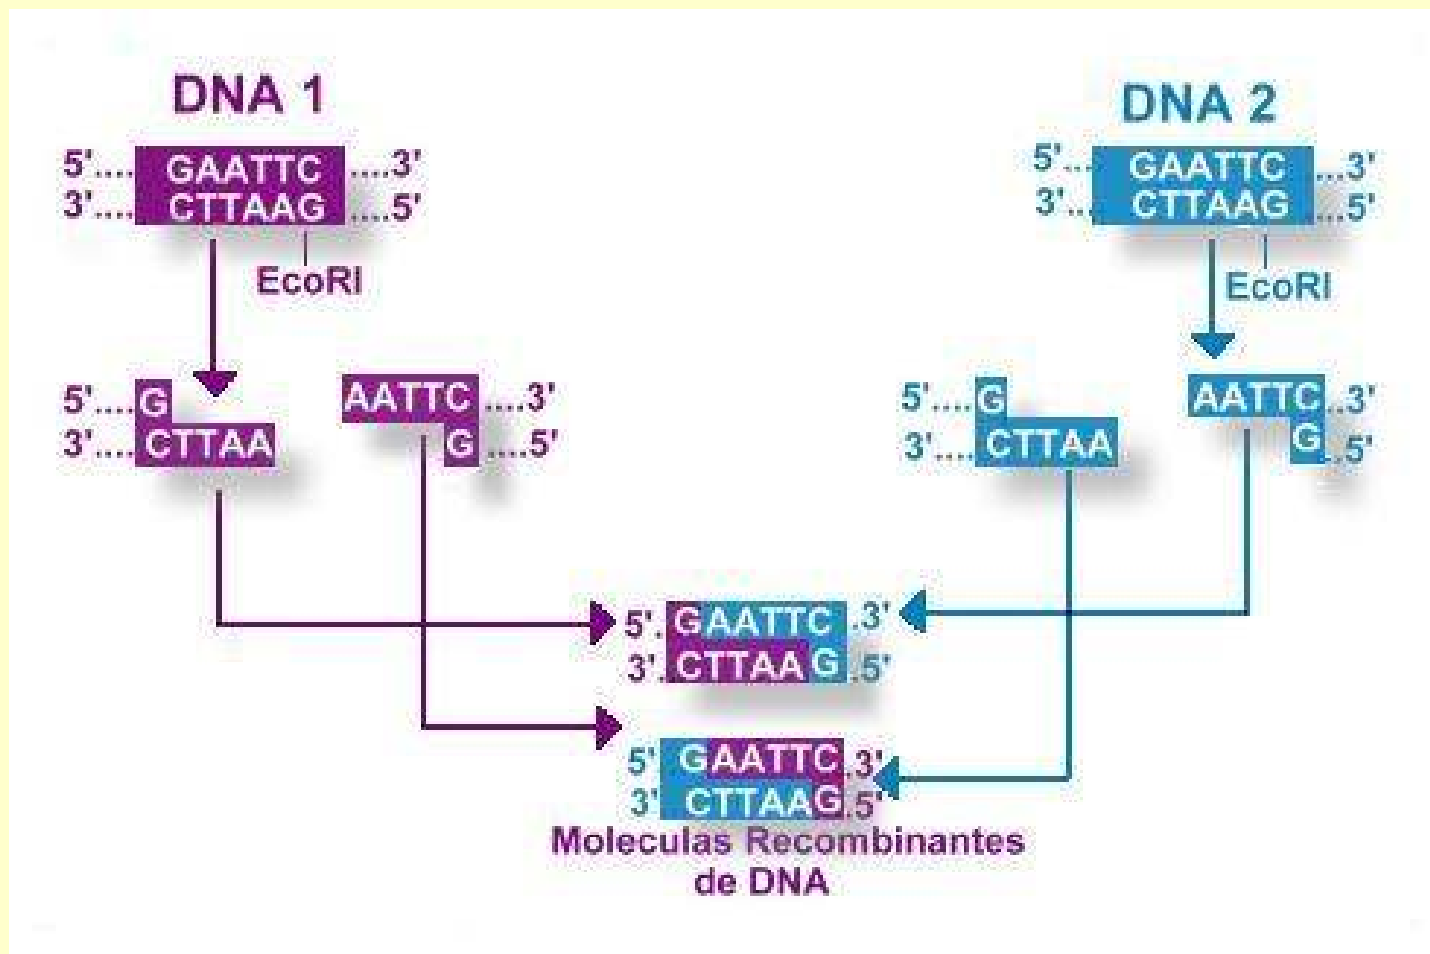 DNA 1
5'.... GAATTC ....3'
3'.... CTTAAG ....5'
EcoRI
DNA 2
5'... GAATTC ...3'
3'... CTTAAG ...5'
EcoRI
5'.... G
3'.... CTTAA
AATTC ....3'
G ....5'
5'.... G
3'.... CTTAA
AATTC ..3'
G ..5'
5'. GAATTC .3'
3'. CTTAAG .5'
5' GAATTC .3'
3' CTTAAG .5'
Moleculas Recombinantes
de DNA